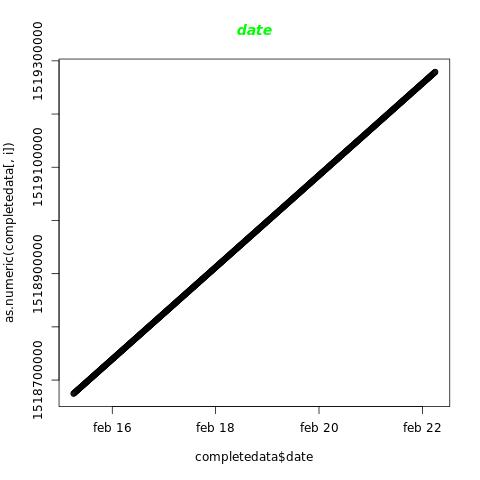 date
1519300000
1519100000
1518900000
1518700000
as.numeric(completedata[, i])
feb 16
feb 18
feb 20
feb 22
completedata$date